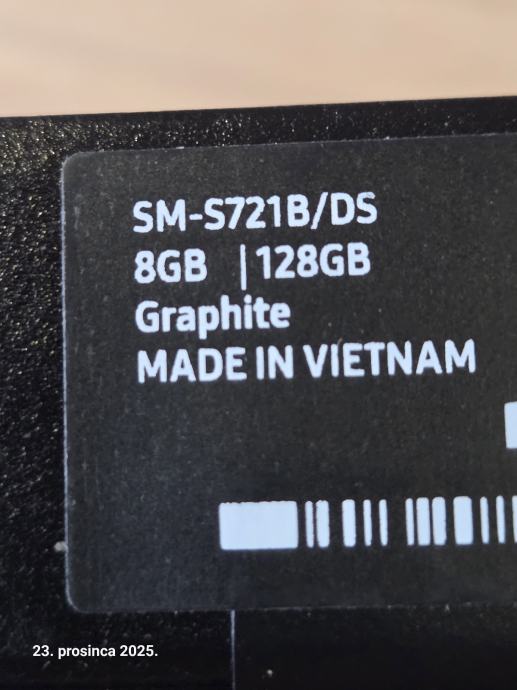 SM-S721B/DS
8GB | 128GB
Graphite
MADE IN VIETNAM
23. prosinca 2025.